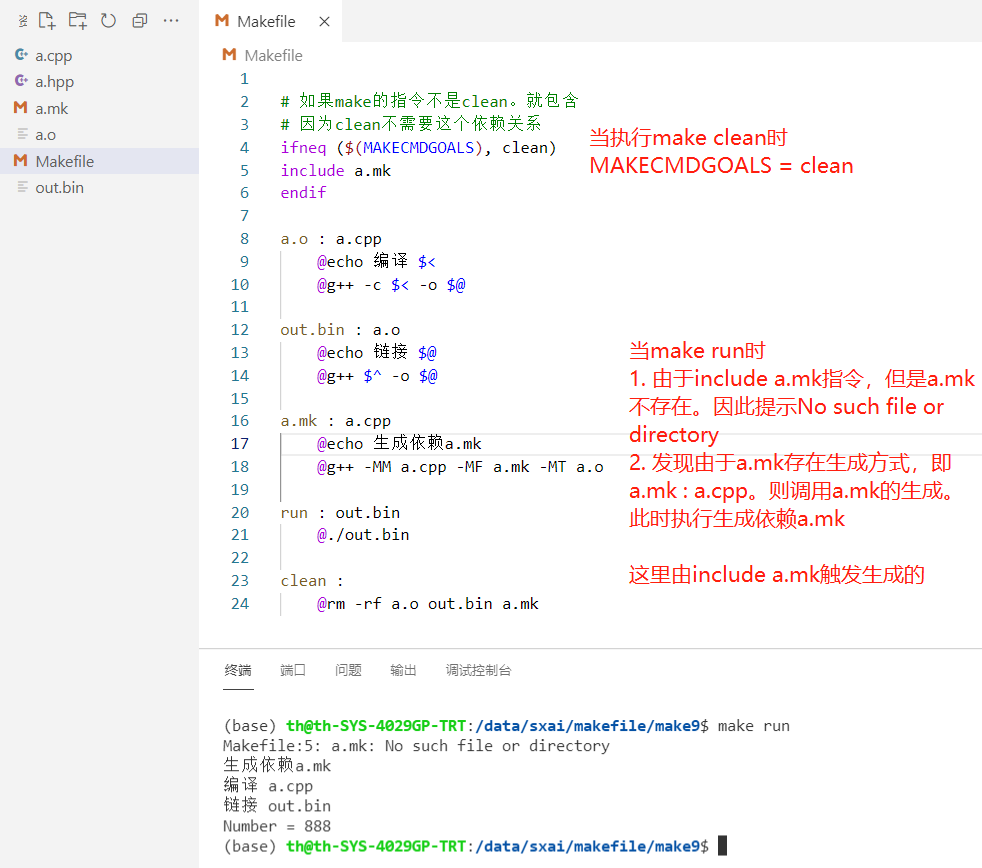 Makefile
a.cpp
a.hpp
a.mk
a.o
Makefile
out.bin
Makefile
1
2 # 如果make的指令不是clean。就包含
3 # 因为clean不需要这个依赖关系
4 ifneq ($(MAKECMDGOALS), clean)
5 include a.mk
6 endif
7
8 a.o : a.cpp
9 @echo 编译 $<
10 @g++ -c $< -o $@
11
12 out.bin : a.o
13 @echo 链接 $@
14 @g++ $^ -o $@
15
16 a.mk : a.cpp
17 @echo 生成依赖a.mk
18 @g++ -MM a.cpp -MF a.mk -MT a.o
19
20 run : out.bin
21 @./out.bin
22
23 clean :
24 @rm -rf a.o out.bin a.mk
当执行make clean时
MAKECMDGOALS = clean
当make run时
1. 由于include a.mk指令，但是a.mk
不存在。因此提示No such file or
directory
2. 发现由于a.mk存在生成方式，即
a.mk : a.cpp。则调用a.mk的生成。
此时执行生成依赖a.mk
这里由include a.mk触发生成的
终端 端口 问题 输出 调试控制台
(base) th@th-SYS-4029GP-TRT:/data/sxai/makefile/make9$ make run
Makefile:5: a.mk: No such file or directory
生成依赖a.mk
编译 a.cpp
链接 out.bin
Number = 888
(base) th@th-SYS-4029GP-TRT:/data/sxai/makefile/make9$